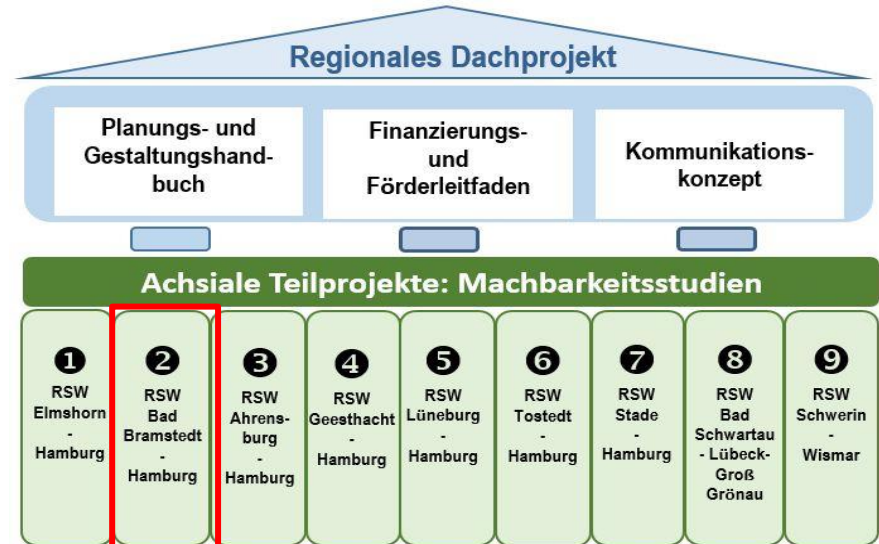 Regionales Dachprojekt
Planungs- und
Gestaltungshand-
buch
Finanzierungs-
und
Förderleitfaden
Kommunikations-
konzept
Achsiale Teilprojekte: Machbarkeitsstudien
❶
RSW
Elmshorn
-
Hamburg
❷
RSW
Bad
Bramstedt
-
Hamburg
❸
RSW
Ahrens-
burg
-
Hamburg
❹
RSW
Geesthacht
-
Hamburg
❺
RSW
Lüneburg
-
Hamburg
❻
RSW
Tostedt
-
Hamburg
❼
RSW
Stade
-
Hamburg
❽
RSW
Bad
Schwartau
- Lübeck-
Groß
Grönau
❾
RSW
Schwerin
-
Wismar